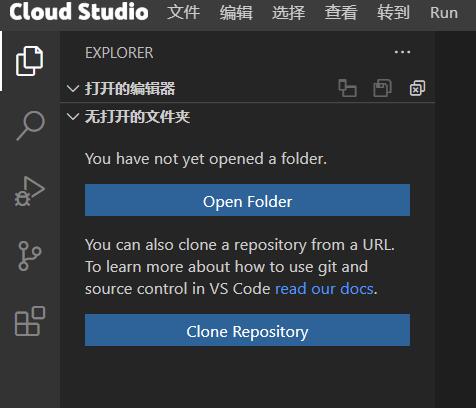 Cloud Studio 文件 编辑 选择 查看 转到 Run
EXPLORER
打开的编辑器
无打开的文件夹
You have not yet opened a folder.
Open Folder
You can also clone a repository from a URL.
To learn more about how to use git and
source control in VS Code read our docs.
Clone Repository